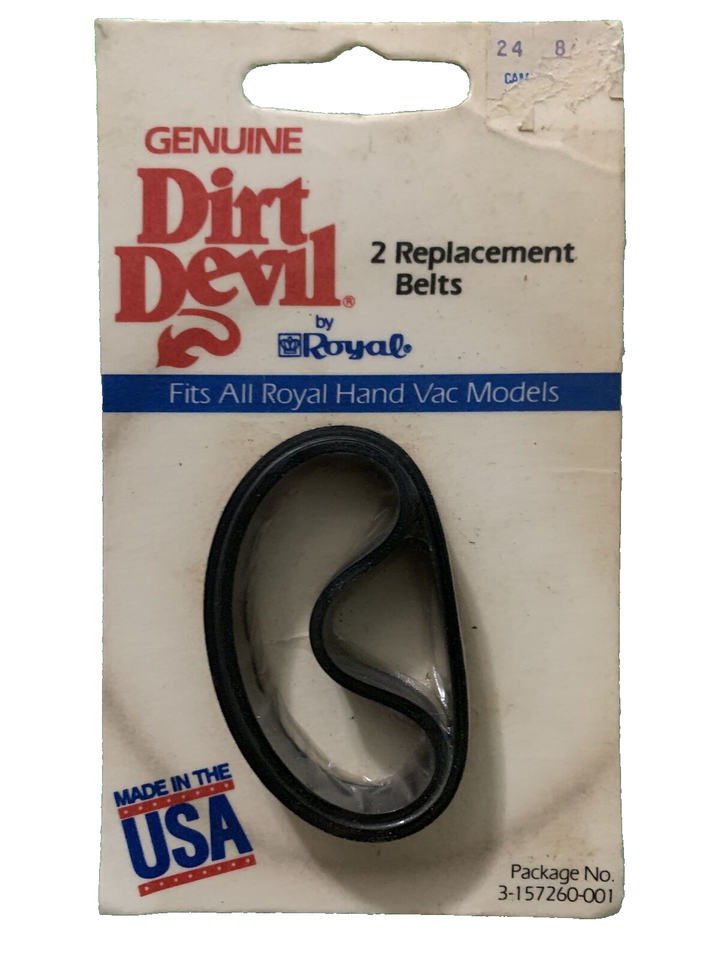 24 8
GENUINE
Dirt
Devil®
by
Royal®
2 Replacement
Belts
Fits All Royal Hand Vac Models
MADE IN THE
USA
Package No.
3-157260-001